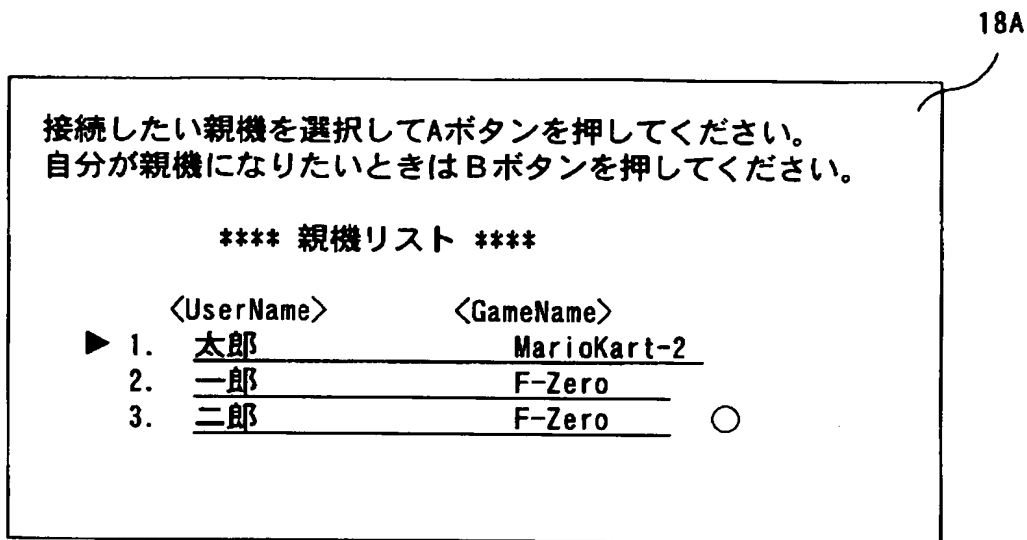 18A
接続したい親機を選択してAボタンを押してください。
自分が親機になりたいときはBボタンを押してください。
**** 親機リスト ****
<UserName> <GameName>
▶ 1. 太郎 MarioKart-2
2. 一郎 F-Zero
3. 二郎 F-Zero ○